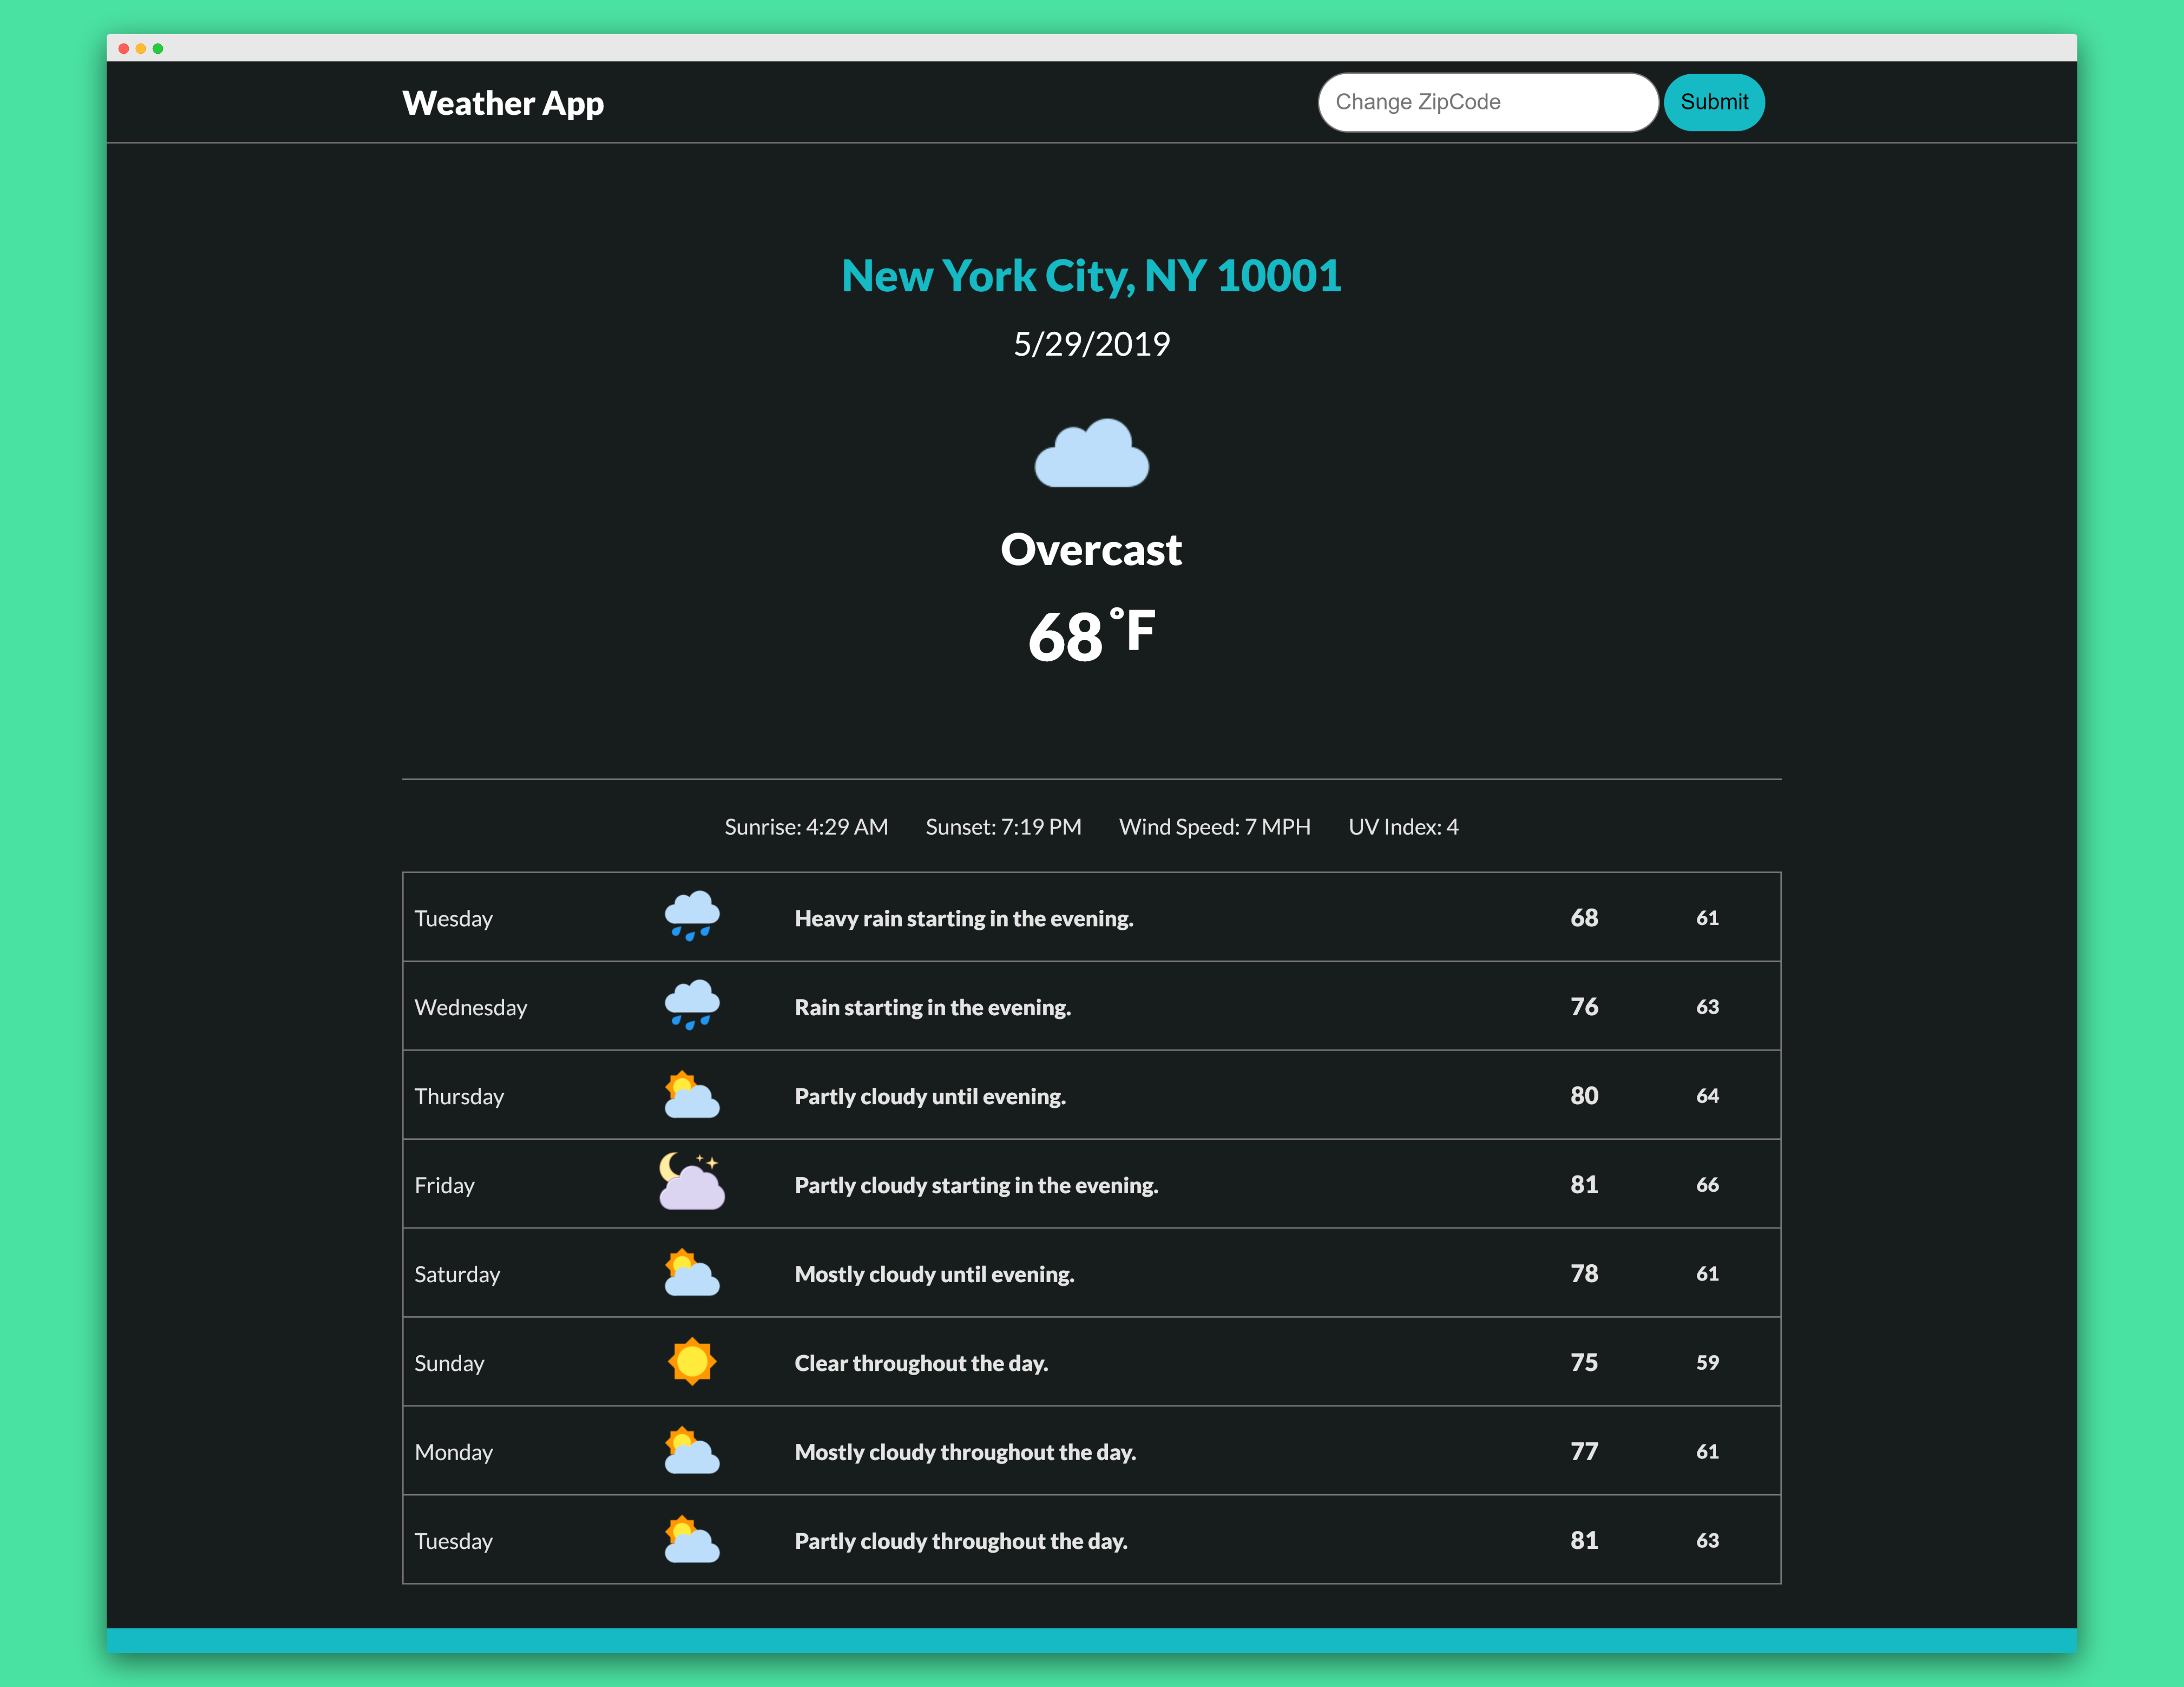 Weather App
Change ZipCode Submit
New York City, NY 10001
5/29/2019
Overcast
68°F
Sunrise: 4:29 AM Sunset: 7:19 PM Wind Speed: 7 MPH UV Index: 4
Tuesday Heavy rain starting in the evening. 68 61
Wednesday Rain starting in the evening. 76 63
Thursday Partly cloudy until evening. 80 64
Friday Partly cloudy starting in the evening. 81 66
Saturday Mostly cloudy until evening. 78 61
Sunday Clear throughout the day. 75 59
Monday Mostly cloudy throughout the day. 77 61
Tuesday Partly cloudy throughout the day. 81 63